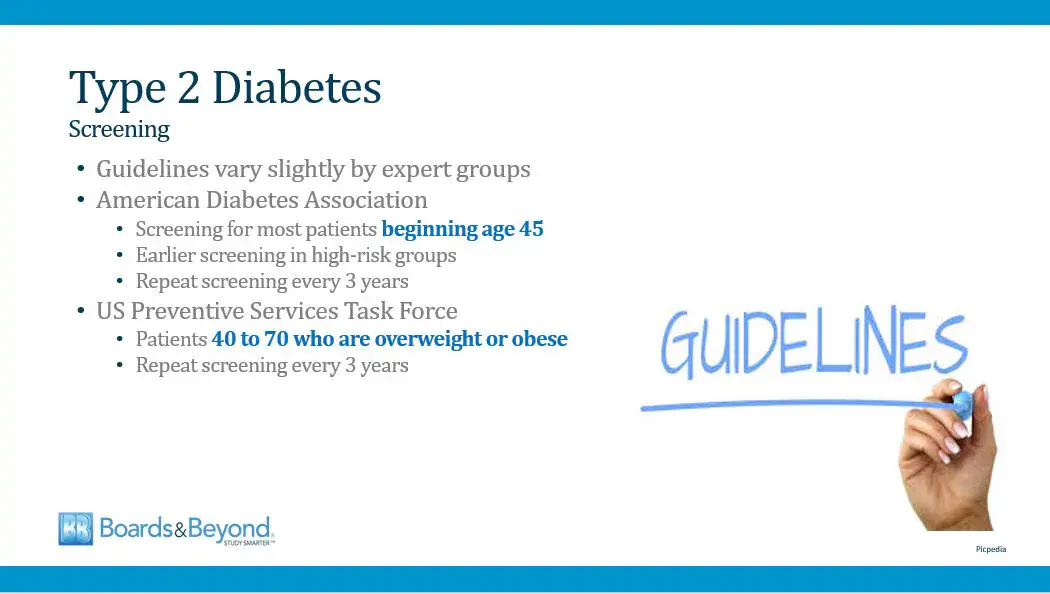 Type 2 Diabetes
Screening
• Guidelines vary slightly by expert groups
• American Diabetes Association
• Screening for most patients beginning age 45
• Earlier screening in high-risk groups
• Repeat screening every 3 years
• US Preventive Services Task Force
• Patients 40 to 70 who are overweight or obese
• Repeat screening every 3 years
GUIDELINES
BB Boards&Beyond®
STUDY SMARTER™
Picpedia